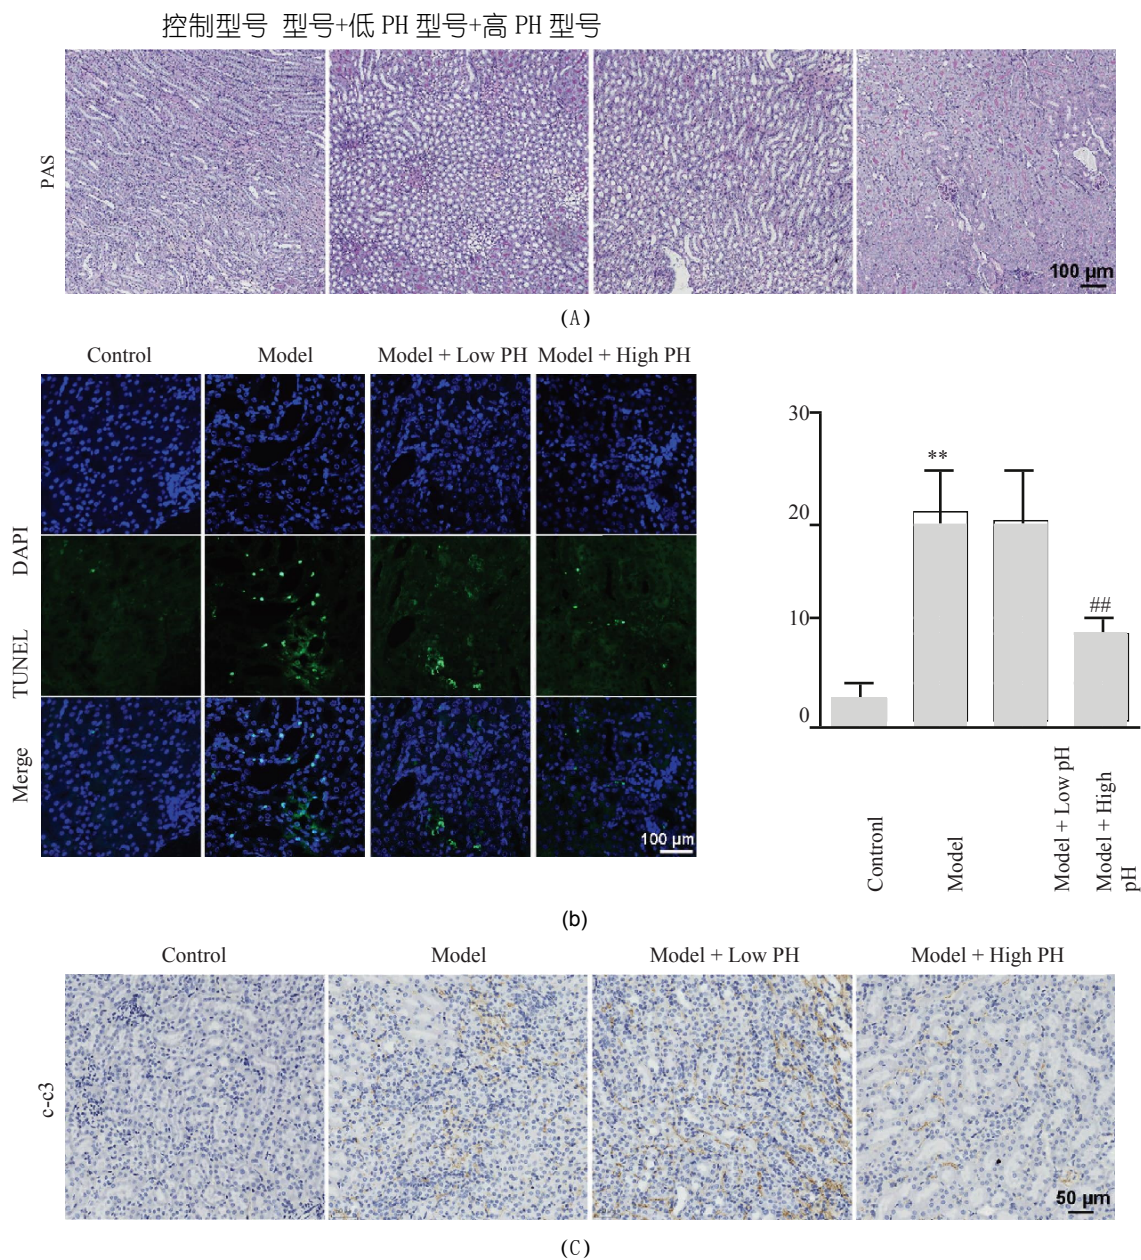 控制型号 型号+低 PH 型号+高 PH 型号
PAS
100 μm
(A)
Control Model Model + Low PH Model + High PH
DAPI
TUNEL
Merge
100 μm
30
20
10
0
**
##
Contronl
Model
Model + Low pH
Model + High
pH
(b)
Control Model Model + Low PH Model + High PH
c-c3
50 μm
(C)